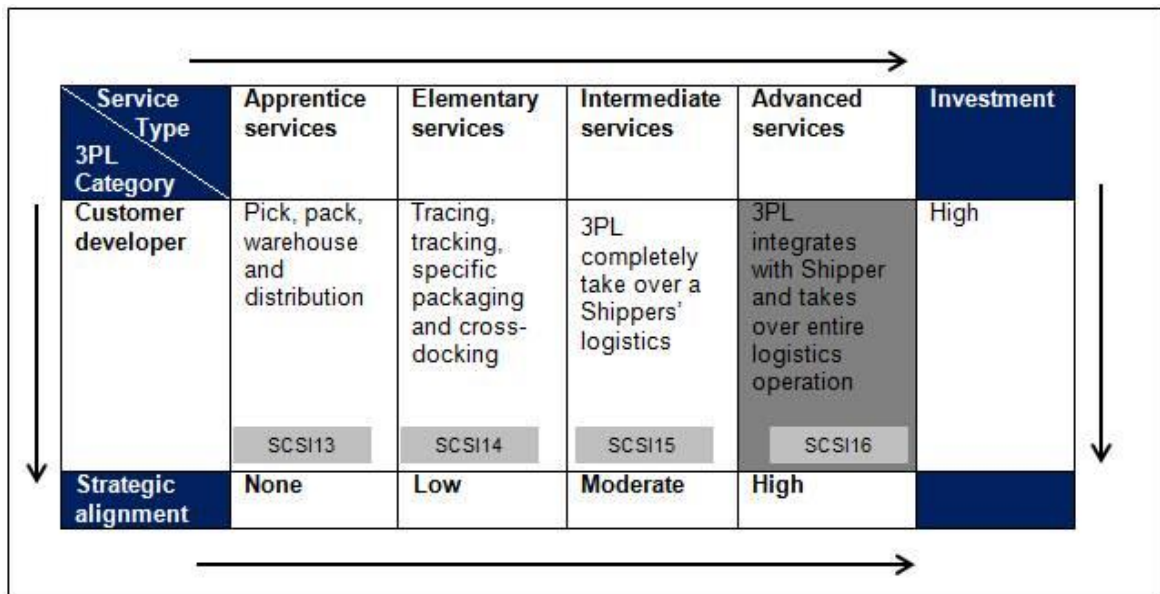 Service
Type
3PL
Category
Apprentice
services
Elementary
services
Intermediate
services
Advanced
services
Investment
Customer
developer
Pick, pack,
warehouse
and
distribution
SCSI13
Tracing,
tracking,
specific
packaging
and cross-
docking
SCSI14
3PL
completely
take over a
Shippers'
logistics
SCSI15
3PL
integrates
with Shipper
and takes
over entire
logistics
operation
SCSI16
High
Strategic
alignment
None
Low
Moderate
High